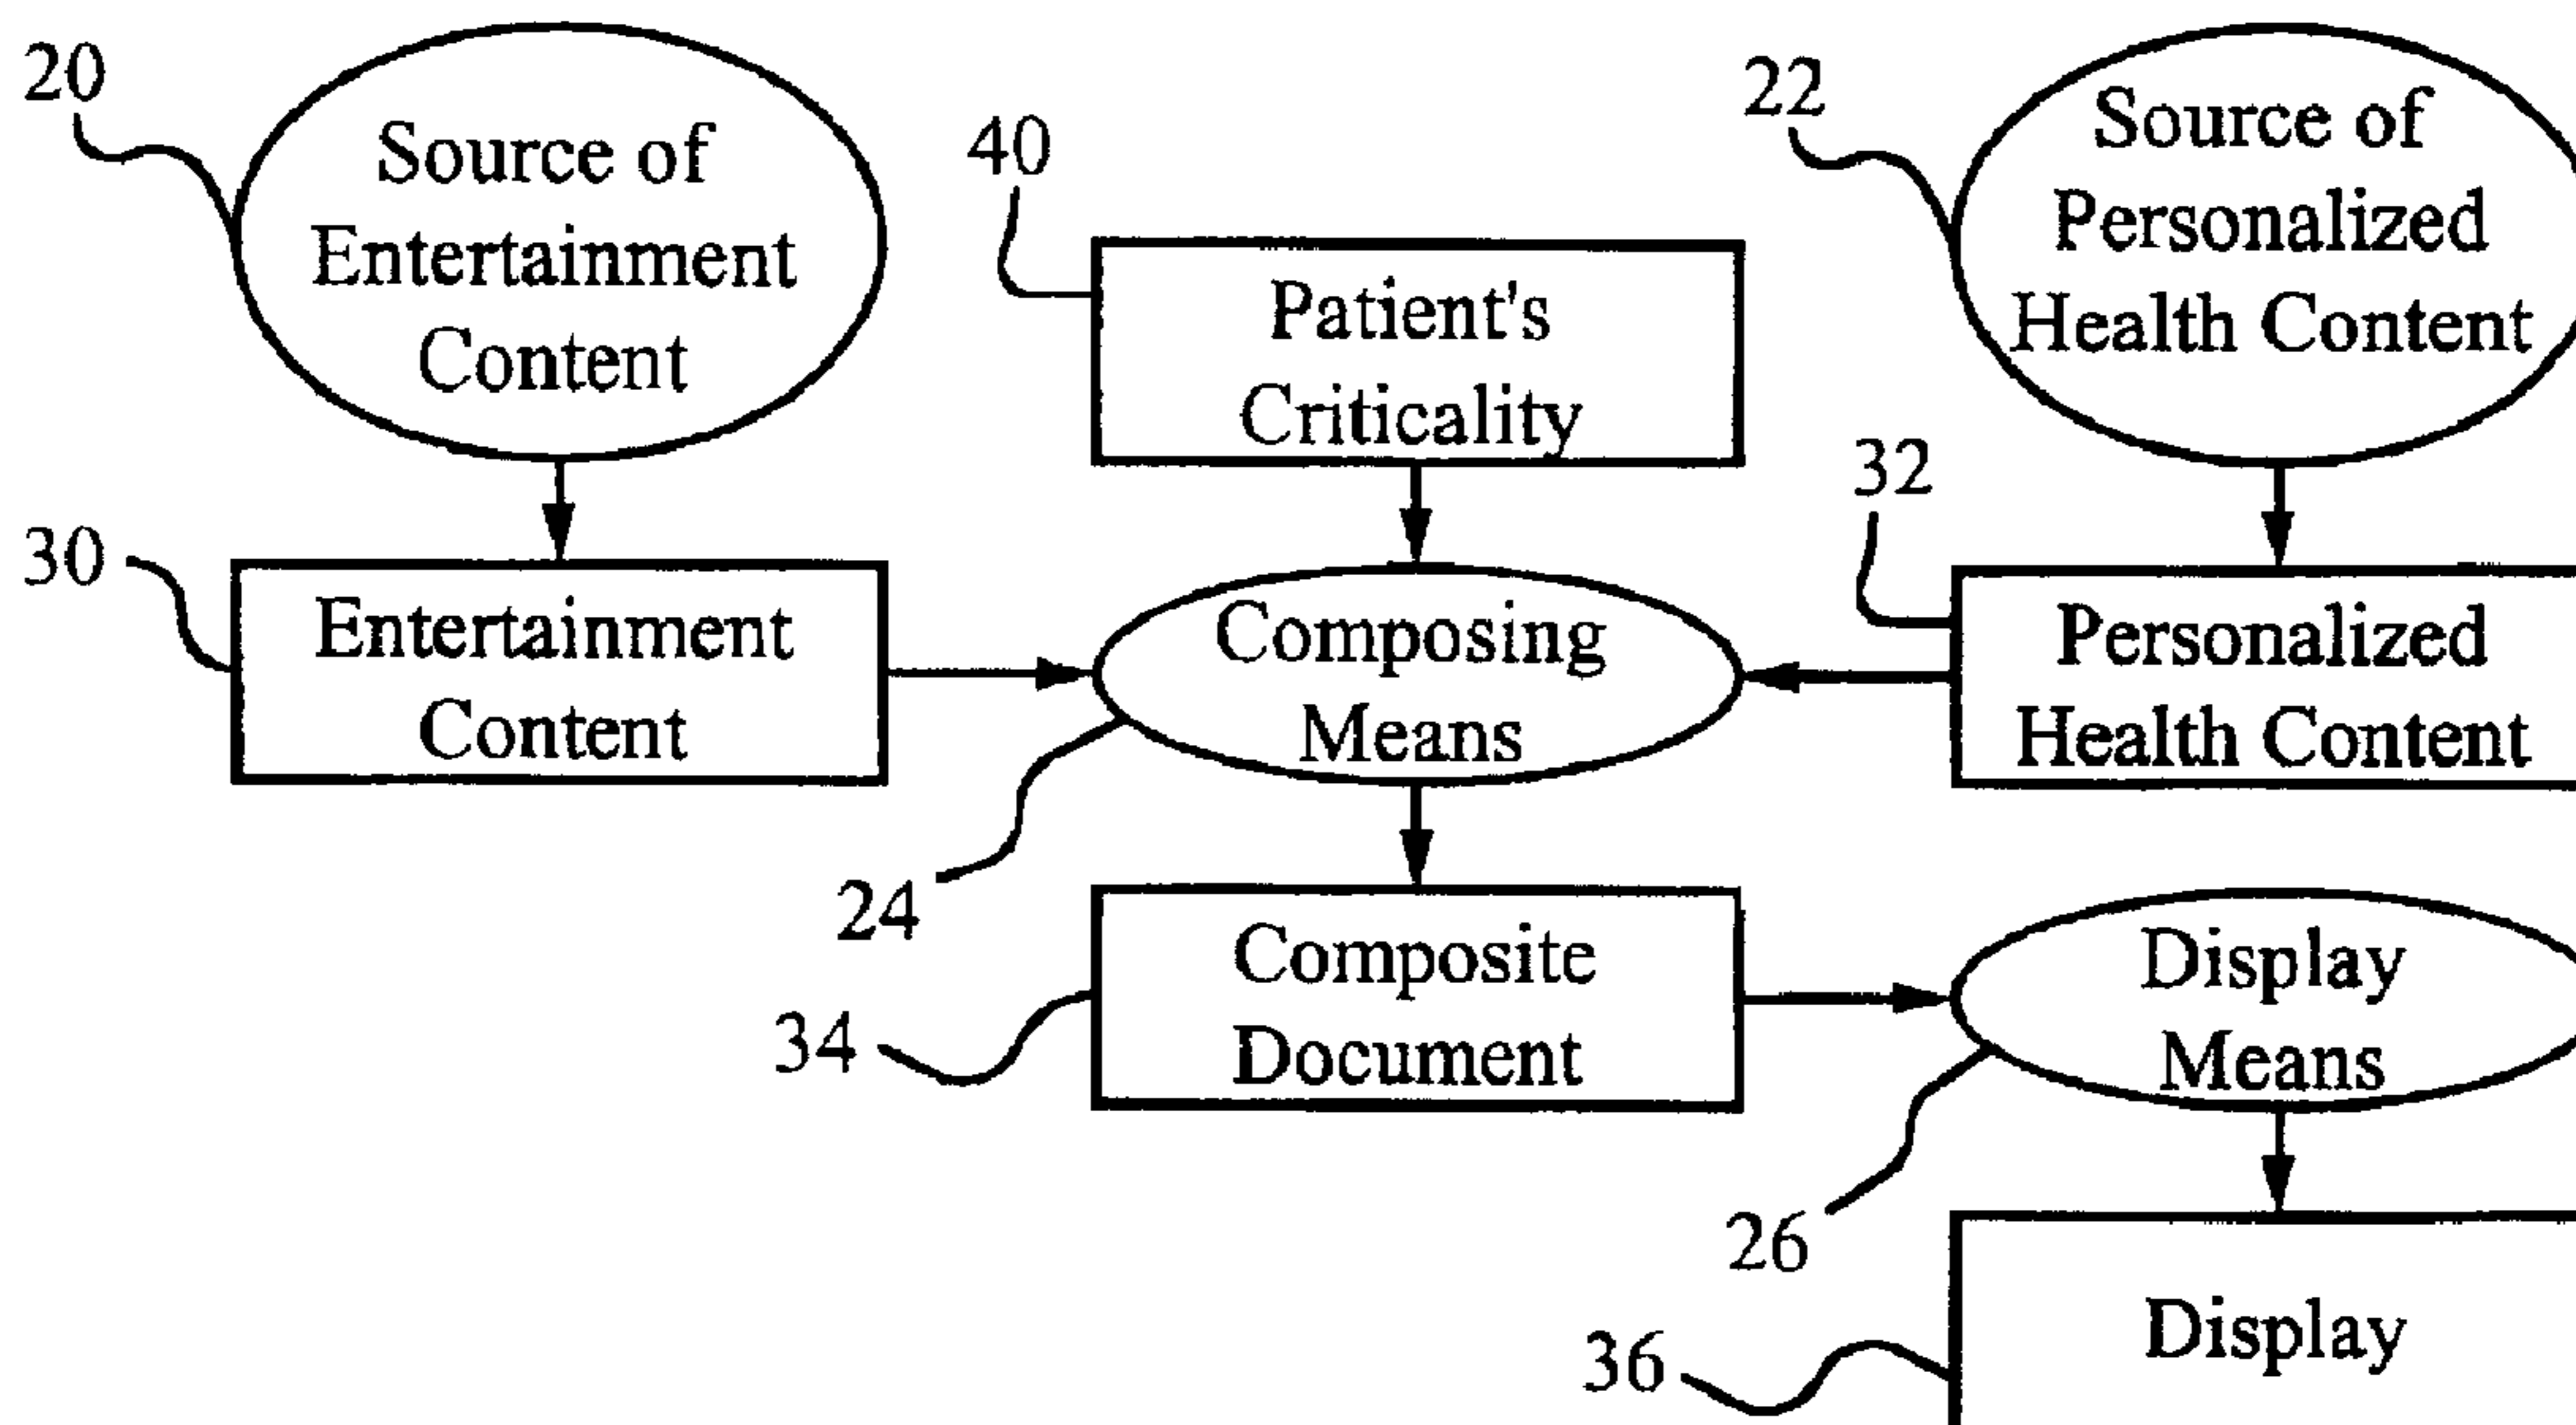 20
Source of
Entertainment
Content
40
Patient's
Criticality
22
Source of
Personalized
Health Content
30
Entertainment
Content
Composing
Means
24
32
Personalized
Health Content
34
Composite
Document
Display
Means
26
36
Display